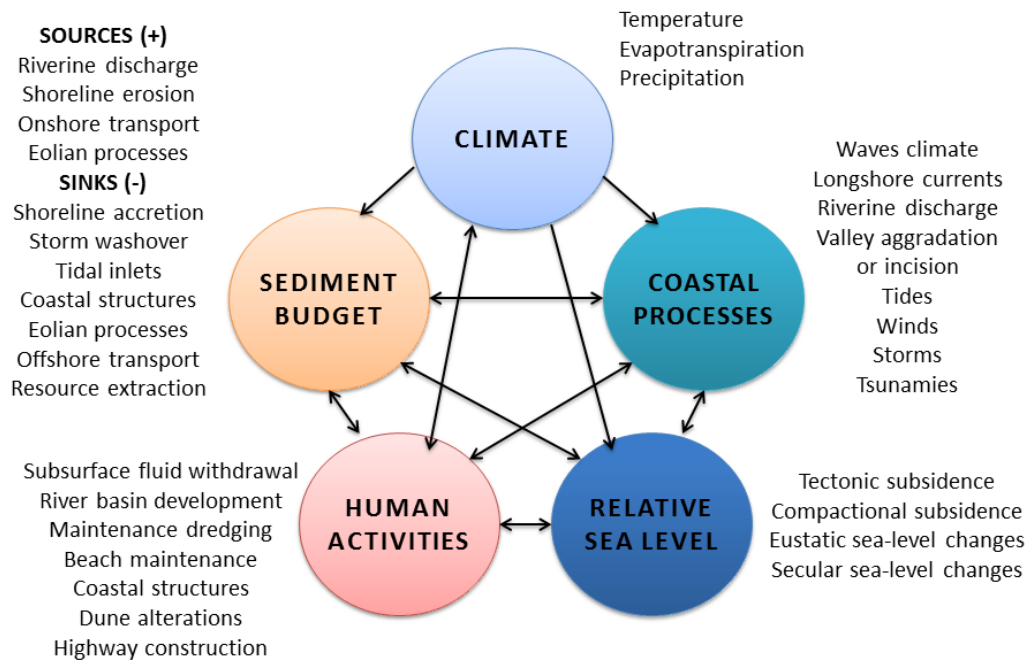 SOURCES (+)
Riverine discharge
Shoreline erosion
Onshore transport
Eolian processes
SINKS (-)
Shoreline accretion
Storm washover
Tidal inlets
Coastal structures
Eolian processes
Offshore transport
Resource extraction
Temperature
Evapotranspiration
Precipitation
CLIMATE
Waves climate
Longshore currents
Riverine discharge
Valley aggradation
or incision
Tides
Winds
Storms
Tsunamies
SEDIMENT
BUDGET
COASTAL
PROCESSES
Subsurface fluid withdrawal
River basin development
Maintenance dredging
Beach maintenance
Coastal structures
Dune alterations
Highway construction
HUMAN
ACTIVITIES
RELATIVE
SEA LEVEL
Tectonic subsidence
Compactional subsidence
Eustatic sea-level changes
Secular sea-level changes